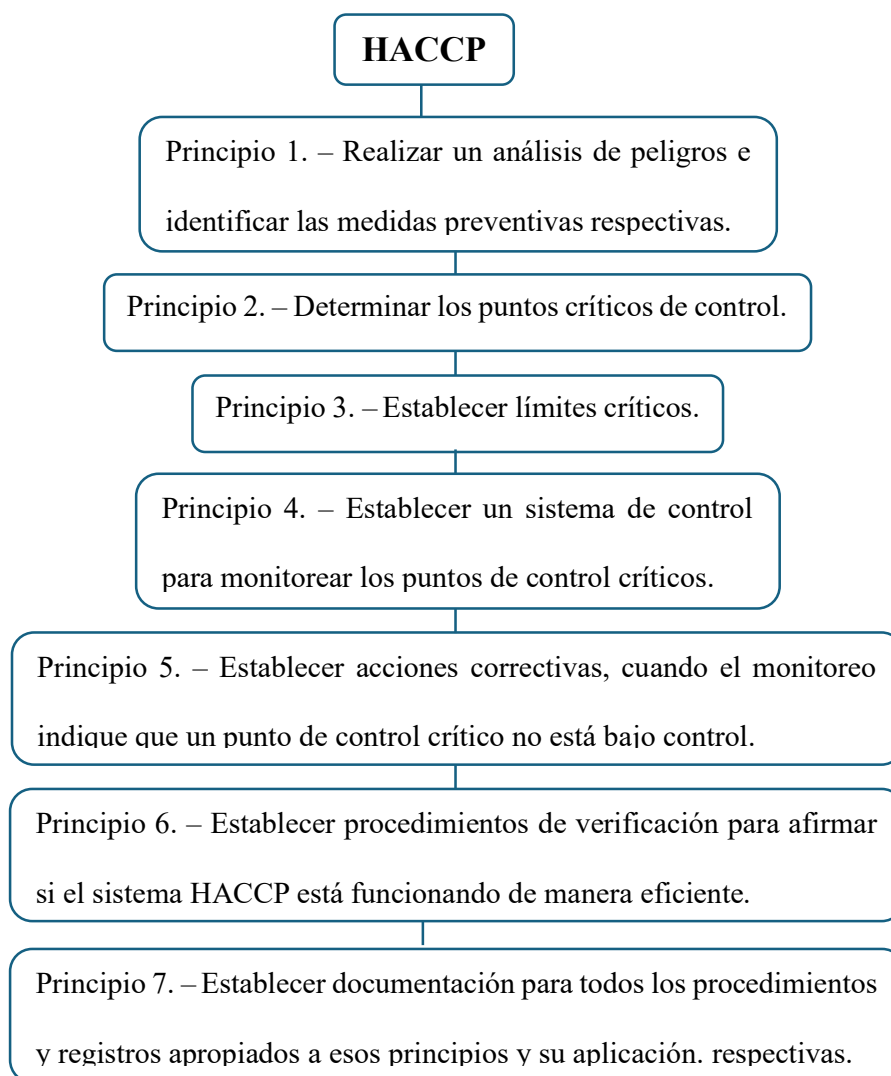 HACCP
Principio 1. – Realizar un análisis de peligros e
identificar las medidas preventivas respectivas.
Principio 2. – Determinar los puntos críticos de control.
Principio 3. – Establecer límites críticos.
Principio 4. – Establecer un sistema de control
para monitorear los puntos de control críticos.
Principio 5. – Establecer acciones correctivas, cuando el monitoreo
indique que un punto de control crítico no está bajo control.
Principio 6. – Establecer procedimientos de verificación para afirmar
si el sistema HACCP está funcionando de manera eficiente.
Principio 7. – Establecer documentación para todos los procedimientos
y registros apropiados a esos principios y su aplicación. respectivas.